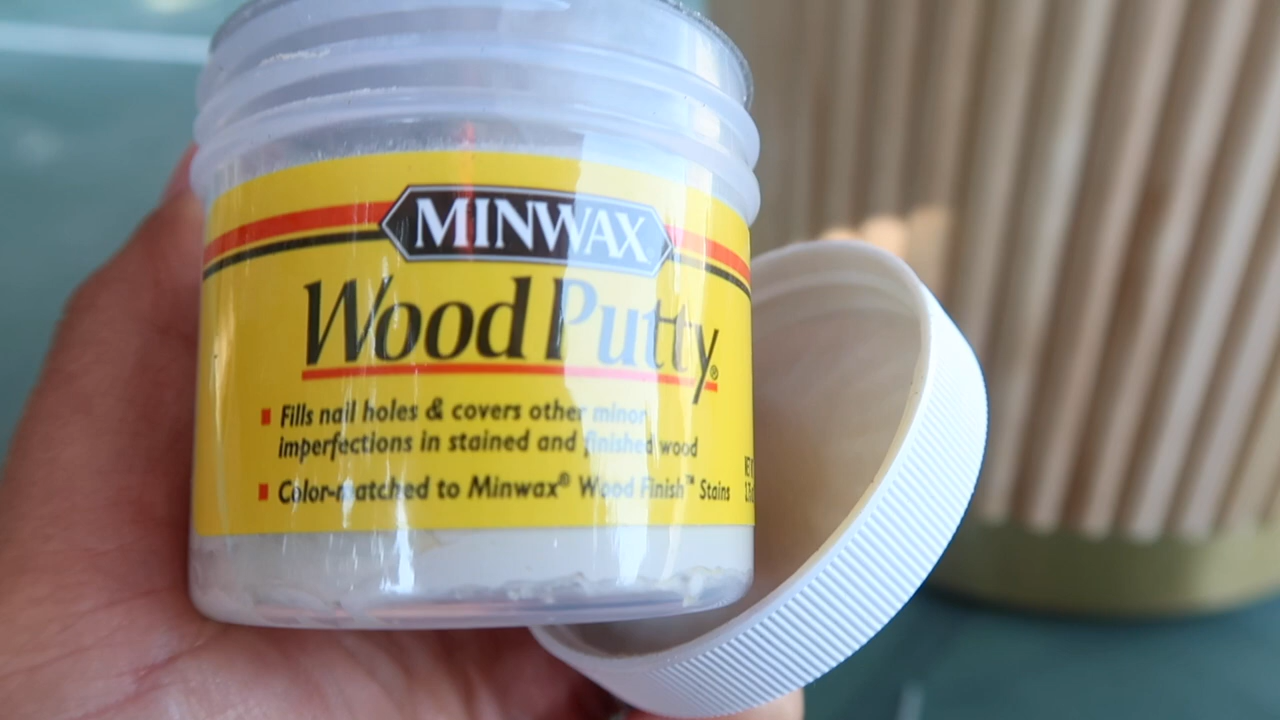 MINWAX
Wood Putty®
Fills nail holes & covers other minor
imperfections in stained and finished wood
Color-matched to Minwax® Wood Finish™ Stains